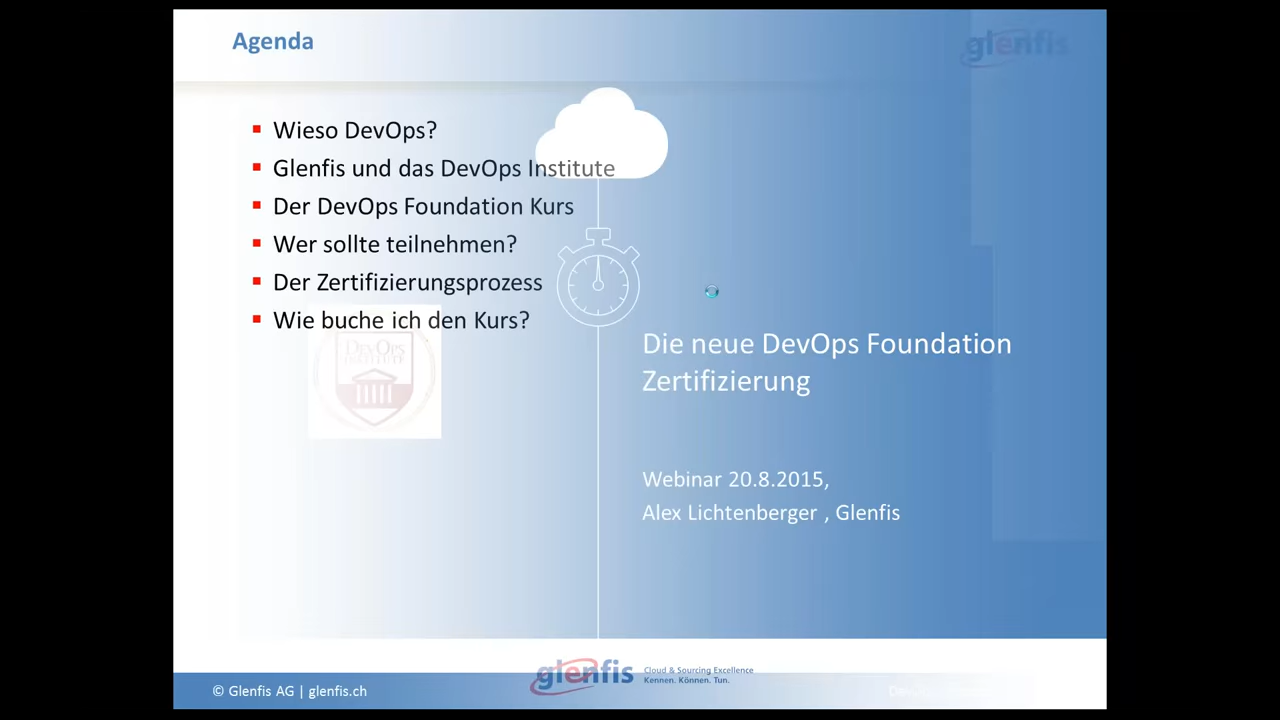 Agenda
glenfis
Wieso DevOps?
Glenfis und das DevOps Institute
Der DevOps Foundation Kurs
Wer sollte teilnehmen?
Der Zertifizierungsprozess
Wie buche ich den Kurs?
DEVOPS
INSTITUTE
Die neue DevOps Foundation
Zertifizierung
Webinar 20.8.2015,
Alex Lichtenberger , Glenfis
glenfis
Cloud & Sourcing Excellence
Kennen. Können. Tun.
© Glenfis AG | glenfis.ch